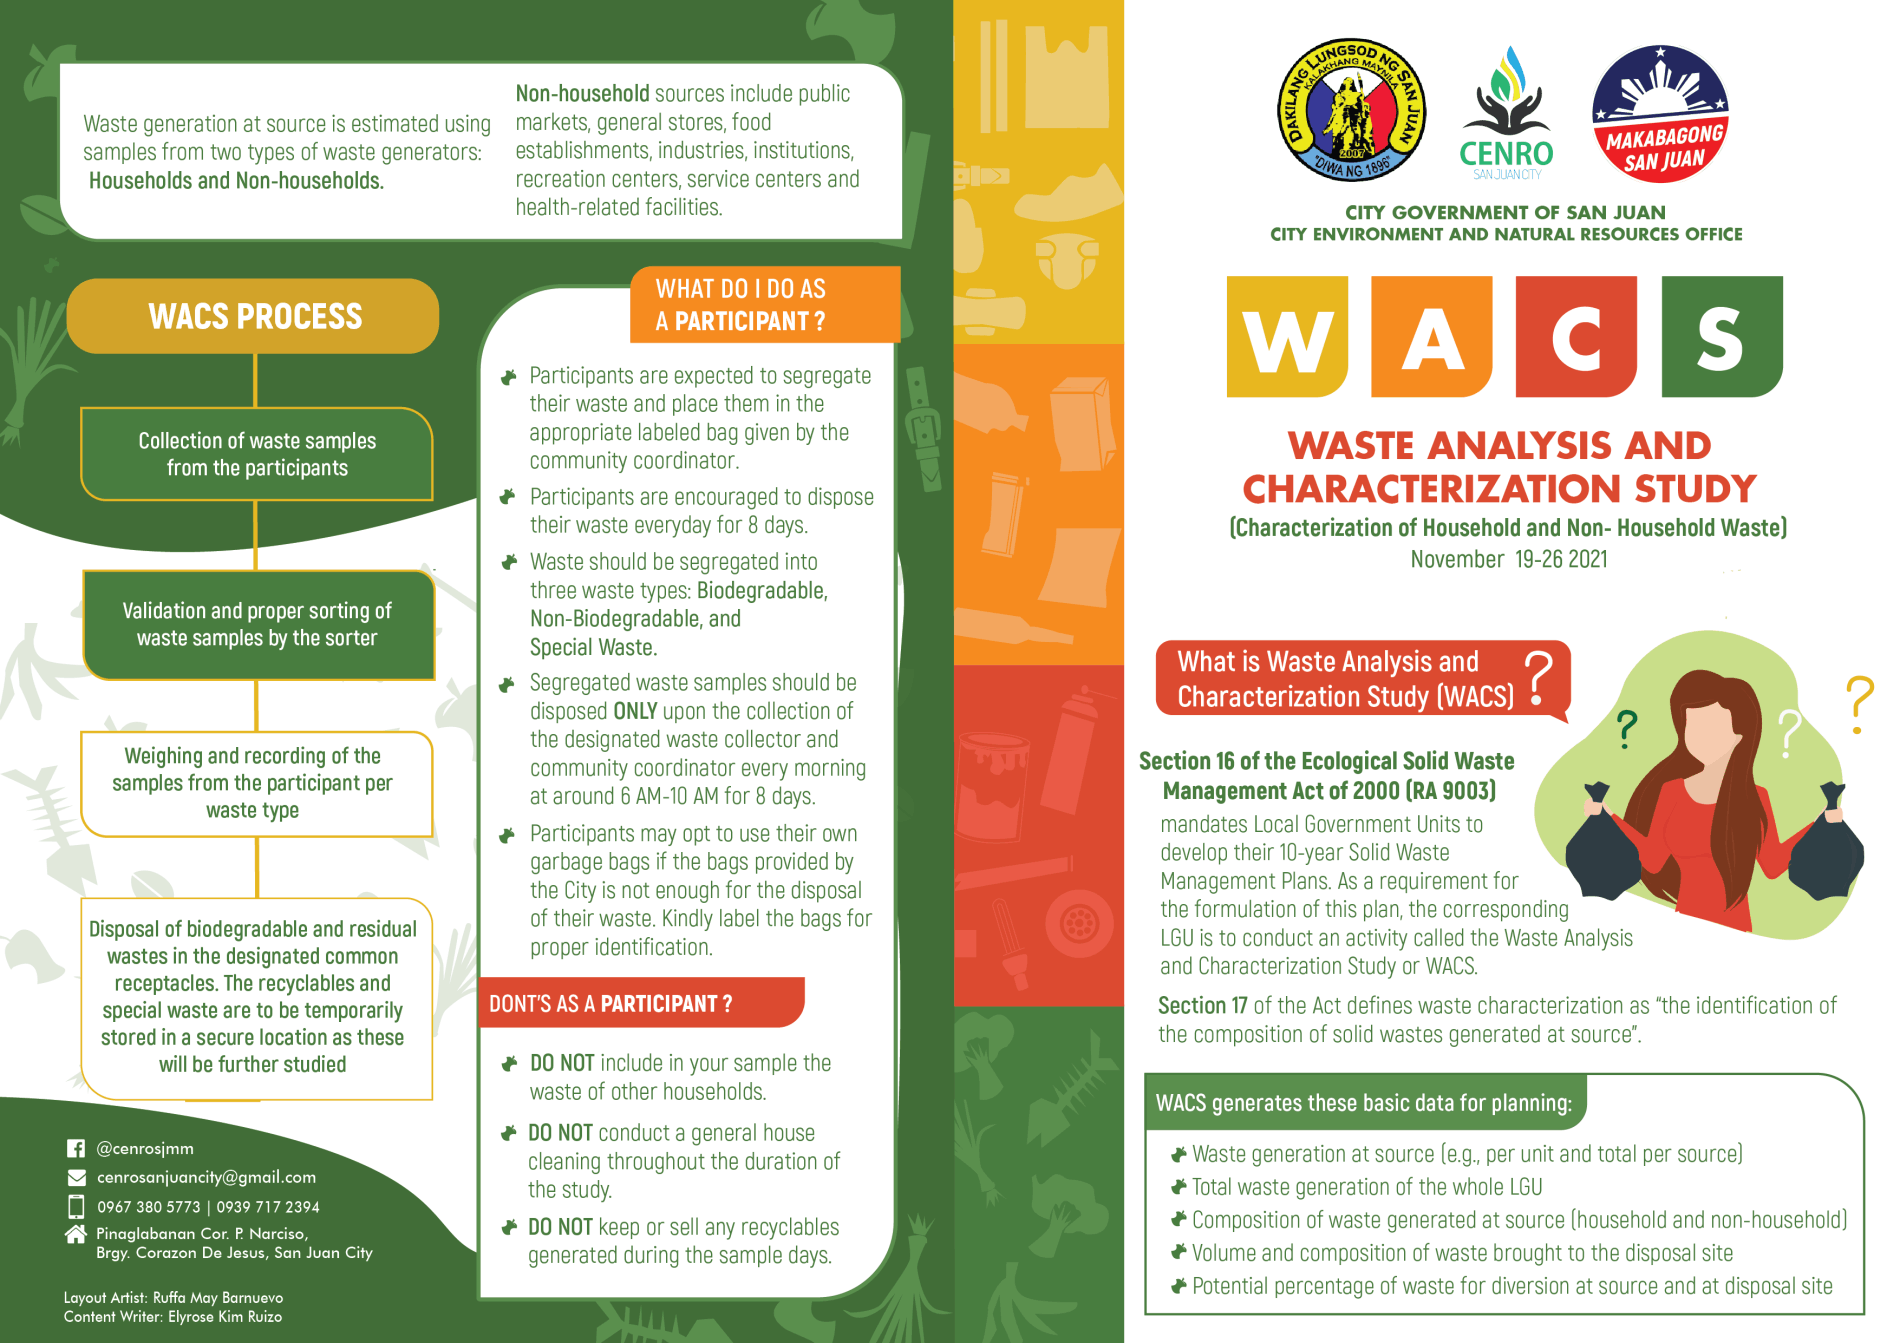 Waste generation at source is estimated using
samples from two types of waste generators:
Households and Non-households.
Non-household sources include public
markets, general stores, food
establishments, industries, institutions,
recreation centers, service centers and
health-related facilities.
WACS PROCESS
Collection of waste samples
from the participants
Validation and proper sorting of
waste samples by the sorter
Weighing and recording of the
samples from the participant per
waste type
Disposal of biodegradable and residual
wastes in the designated common
receptacles. The recyclables and
special waste are to be temporarily
stored in a secure location as these
will be further studied
@cenrosjmm
cenrosanjuancity@gmail.com
0967 380 5773 | 0939 717 2394
Pinaglabanan Cor. P. Narciso,
Brgy. Corazon De Jesus, San Juan City
Layout Artist: Ruffa May Barnuevo
Content Writer: Elyrose Kim Ruizo
WHAT DO I DO AS
A PARTICIPANT ?
Participants are expected to segregate
their waste and place them in the
appropriate labeled bag given by the
community coordinator.
Participants are encouraged to dispose
their waste everyday for 8 days.
Waste should be segregated into
three waste types: Biodegradable,
Non-Biodegradable, and
Special Waste.
Segregated waste samples should be
disposed ONLY upon the collection of
the designated waste collector and
community coordinator every morning
at around 6 AM-10 AM for 8 days.
Participants may opt to use their own
garbage bags if the bags provided by
the City is not enough for the disposal
of their waste. Kindly label the bags for
proper identification.
DONT'S AS A PARTICIPANT ?
DO NOT include in your sample the
waste of other households.
DO NOT conduct a general house
cleaning throughout the duration of
the study.
DO NOT keep or sell any recyclables
generated during the sample days.
DAKILANG LUNGSOD NG SAN JUAN
KALAKHANG MAYNILA
2007
"DIWA NG 1896"
CENRO
SAN JUAN CITY
MAKABAGONG
SAN JUAN
CITY GOVERNMENT OF SAN JUAN
CITY ENVIRONMENT AND NATURAL RESOURCES OFFICE
W A C S
WASTE ANALYSIS AND
CHARACTERIZATION STUDY
(Characterization of Household and Non- Household Waste)
November 19-26 2021
What is Waste Analysis and
Characterization Study (WACS) ?
? ? ?
Section 16 of the Ecological Solid Waste
Management Act of 2000 (RA 9003)
mandates Local Government Units to
develop their 10-year Solid Waste
Management Plans. As a requirement for
the formulation of this plan, the corresponding
LGU is to conduct an activity called the Waste Analysis
and Characterization Study or WACS.
Section 17 of the Act defines waste characterization as “the identification of
the composition of solid wastes generated at source”.
WACS generates these basic data for planning:
Waste generation at source (e.g., per unit and total per source)
Total waste generation of the whole LGU
Composition of waste generated at source (household and non-household)
Volume and composition of waste brought to the disposal site
Potential percentage of waste for diversion at source and at disposal site